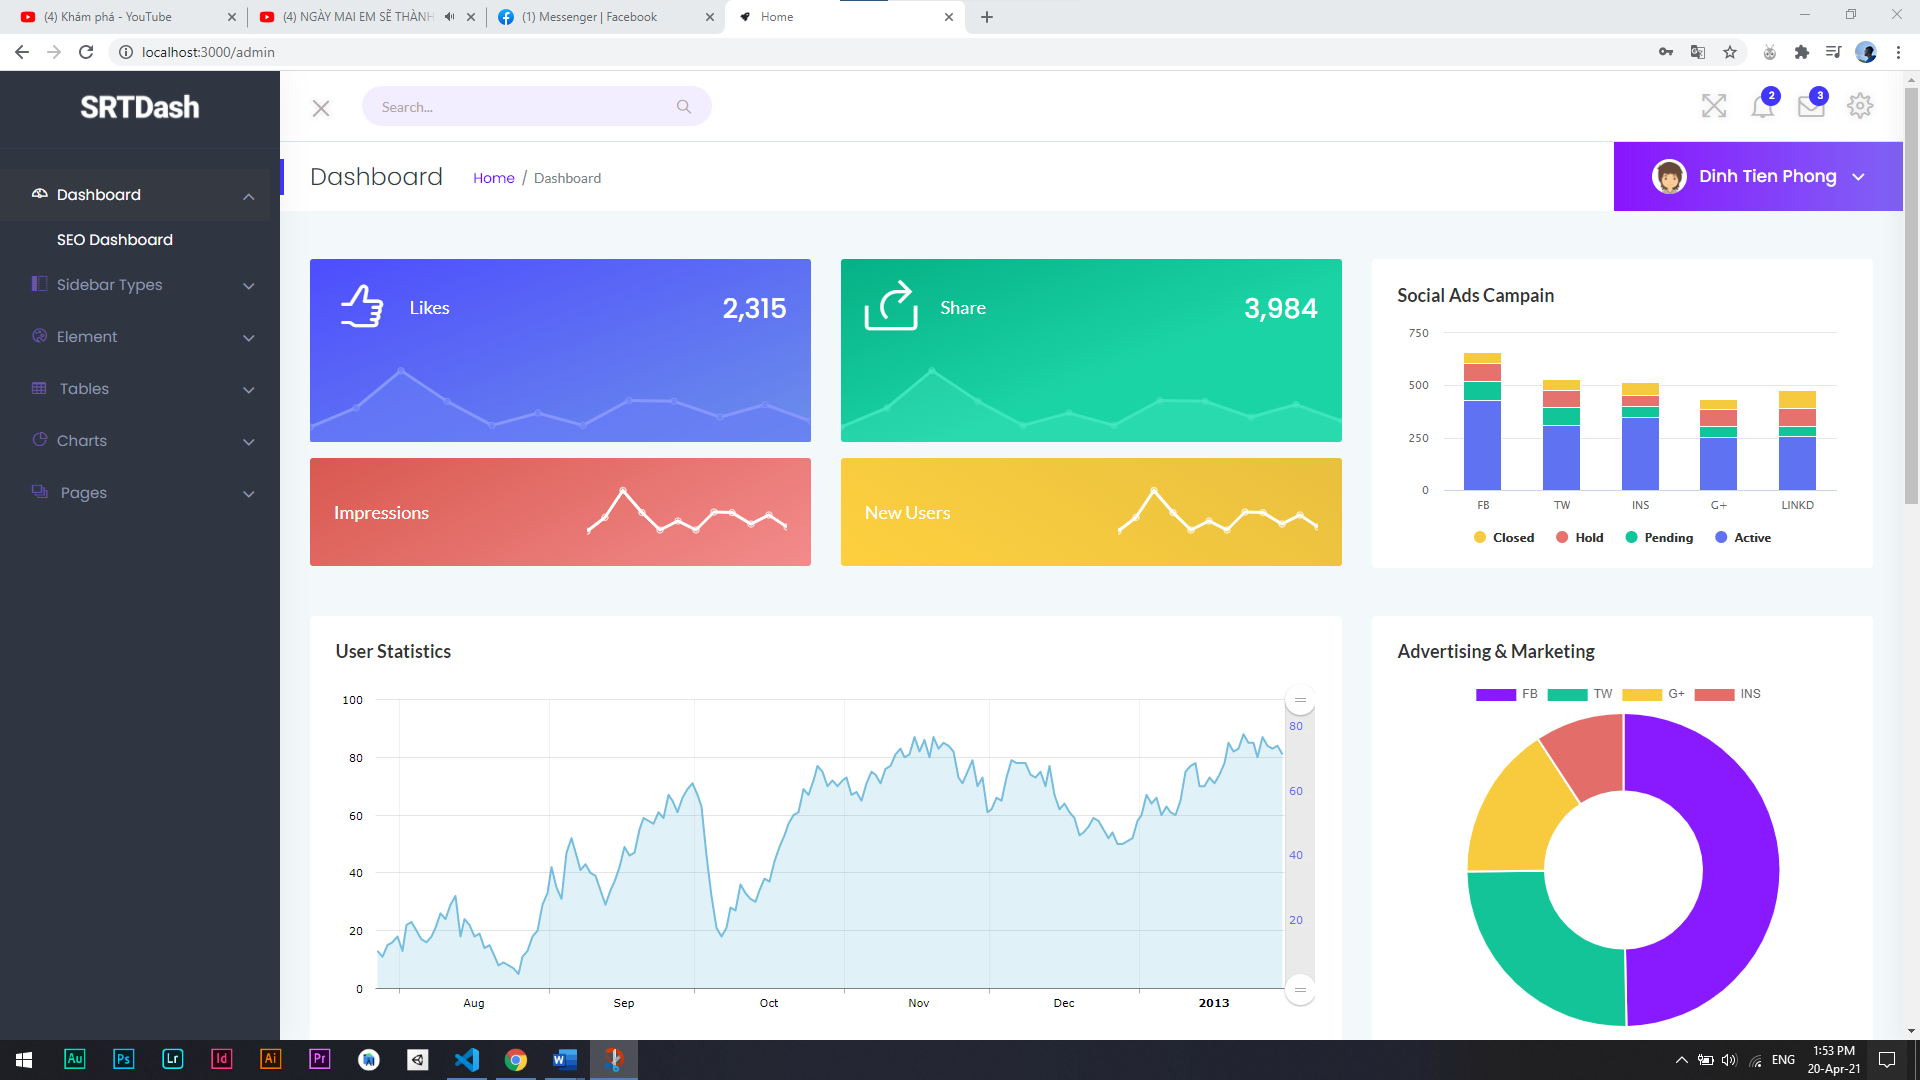 (4) Khám phá - YouTube
(4) NGÀY MAI EM SẼ THÀNH
(1) Messenger | Facebook
Home
localhost:3000/admin
SRTDash
Search...
2
3
Dashboard
Home / Dashboard
Dinh Tien Phong
Dashboard
SEO Dashboard
Sidebar Types
Element
Tables
Charts
Pages
Likes
2,315
Share
3,984
Impressions
New Users
Social Ads Campain
750
500
250
0
FB TW INS G+ LINKD
Closed Hold Pending Active
User Statistics
100
80
60
40
20
0
80
60
40
20
Aug Sep Oct Nov Dec 2013
Advertising & Marketing
FB TW G+ INS
Au Ps Lr Id Ai Pr
ENG
1:53 PM
20-Apr-21